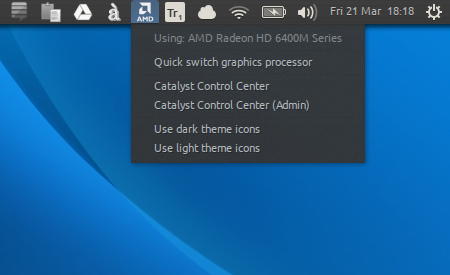 à AMD Tr1 Fri 21 Mar 18:18
Using: AMD Radeon HD 6400M Series
Quick switch graphics processor
Catalyst Control Center
Catalyst Control Center (Admin)
Use dark theme icons
Use light theme icons